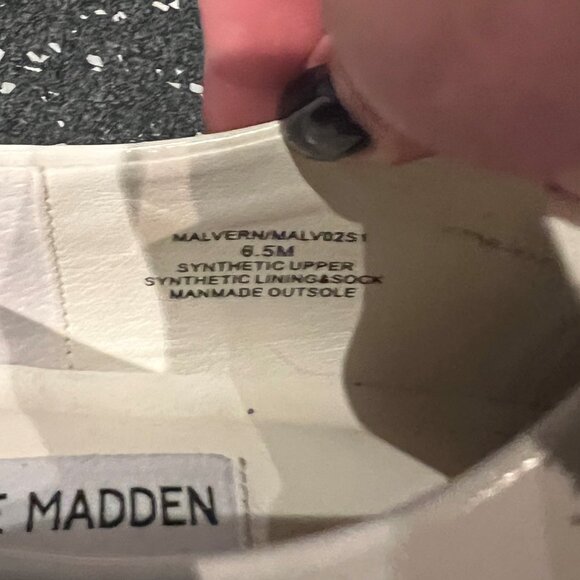 MALVERN/MALV02S1
6.5M
SYNTHETIC UPPER
SYNTHETIC LINING&SOCK
MANMADE OUTSOLE
E MADDEN